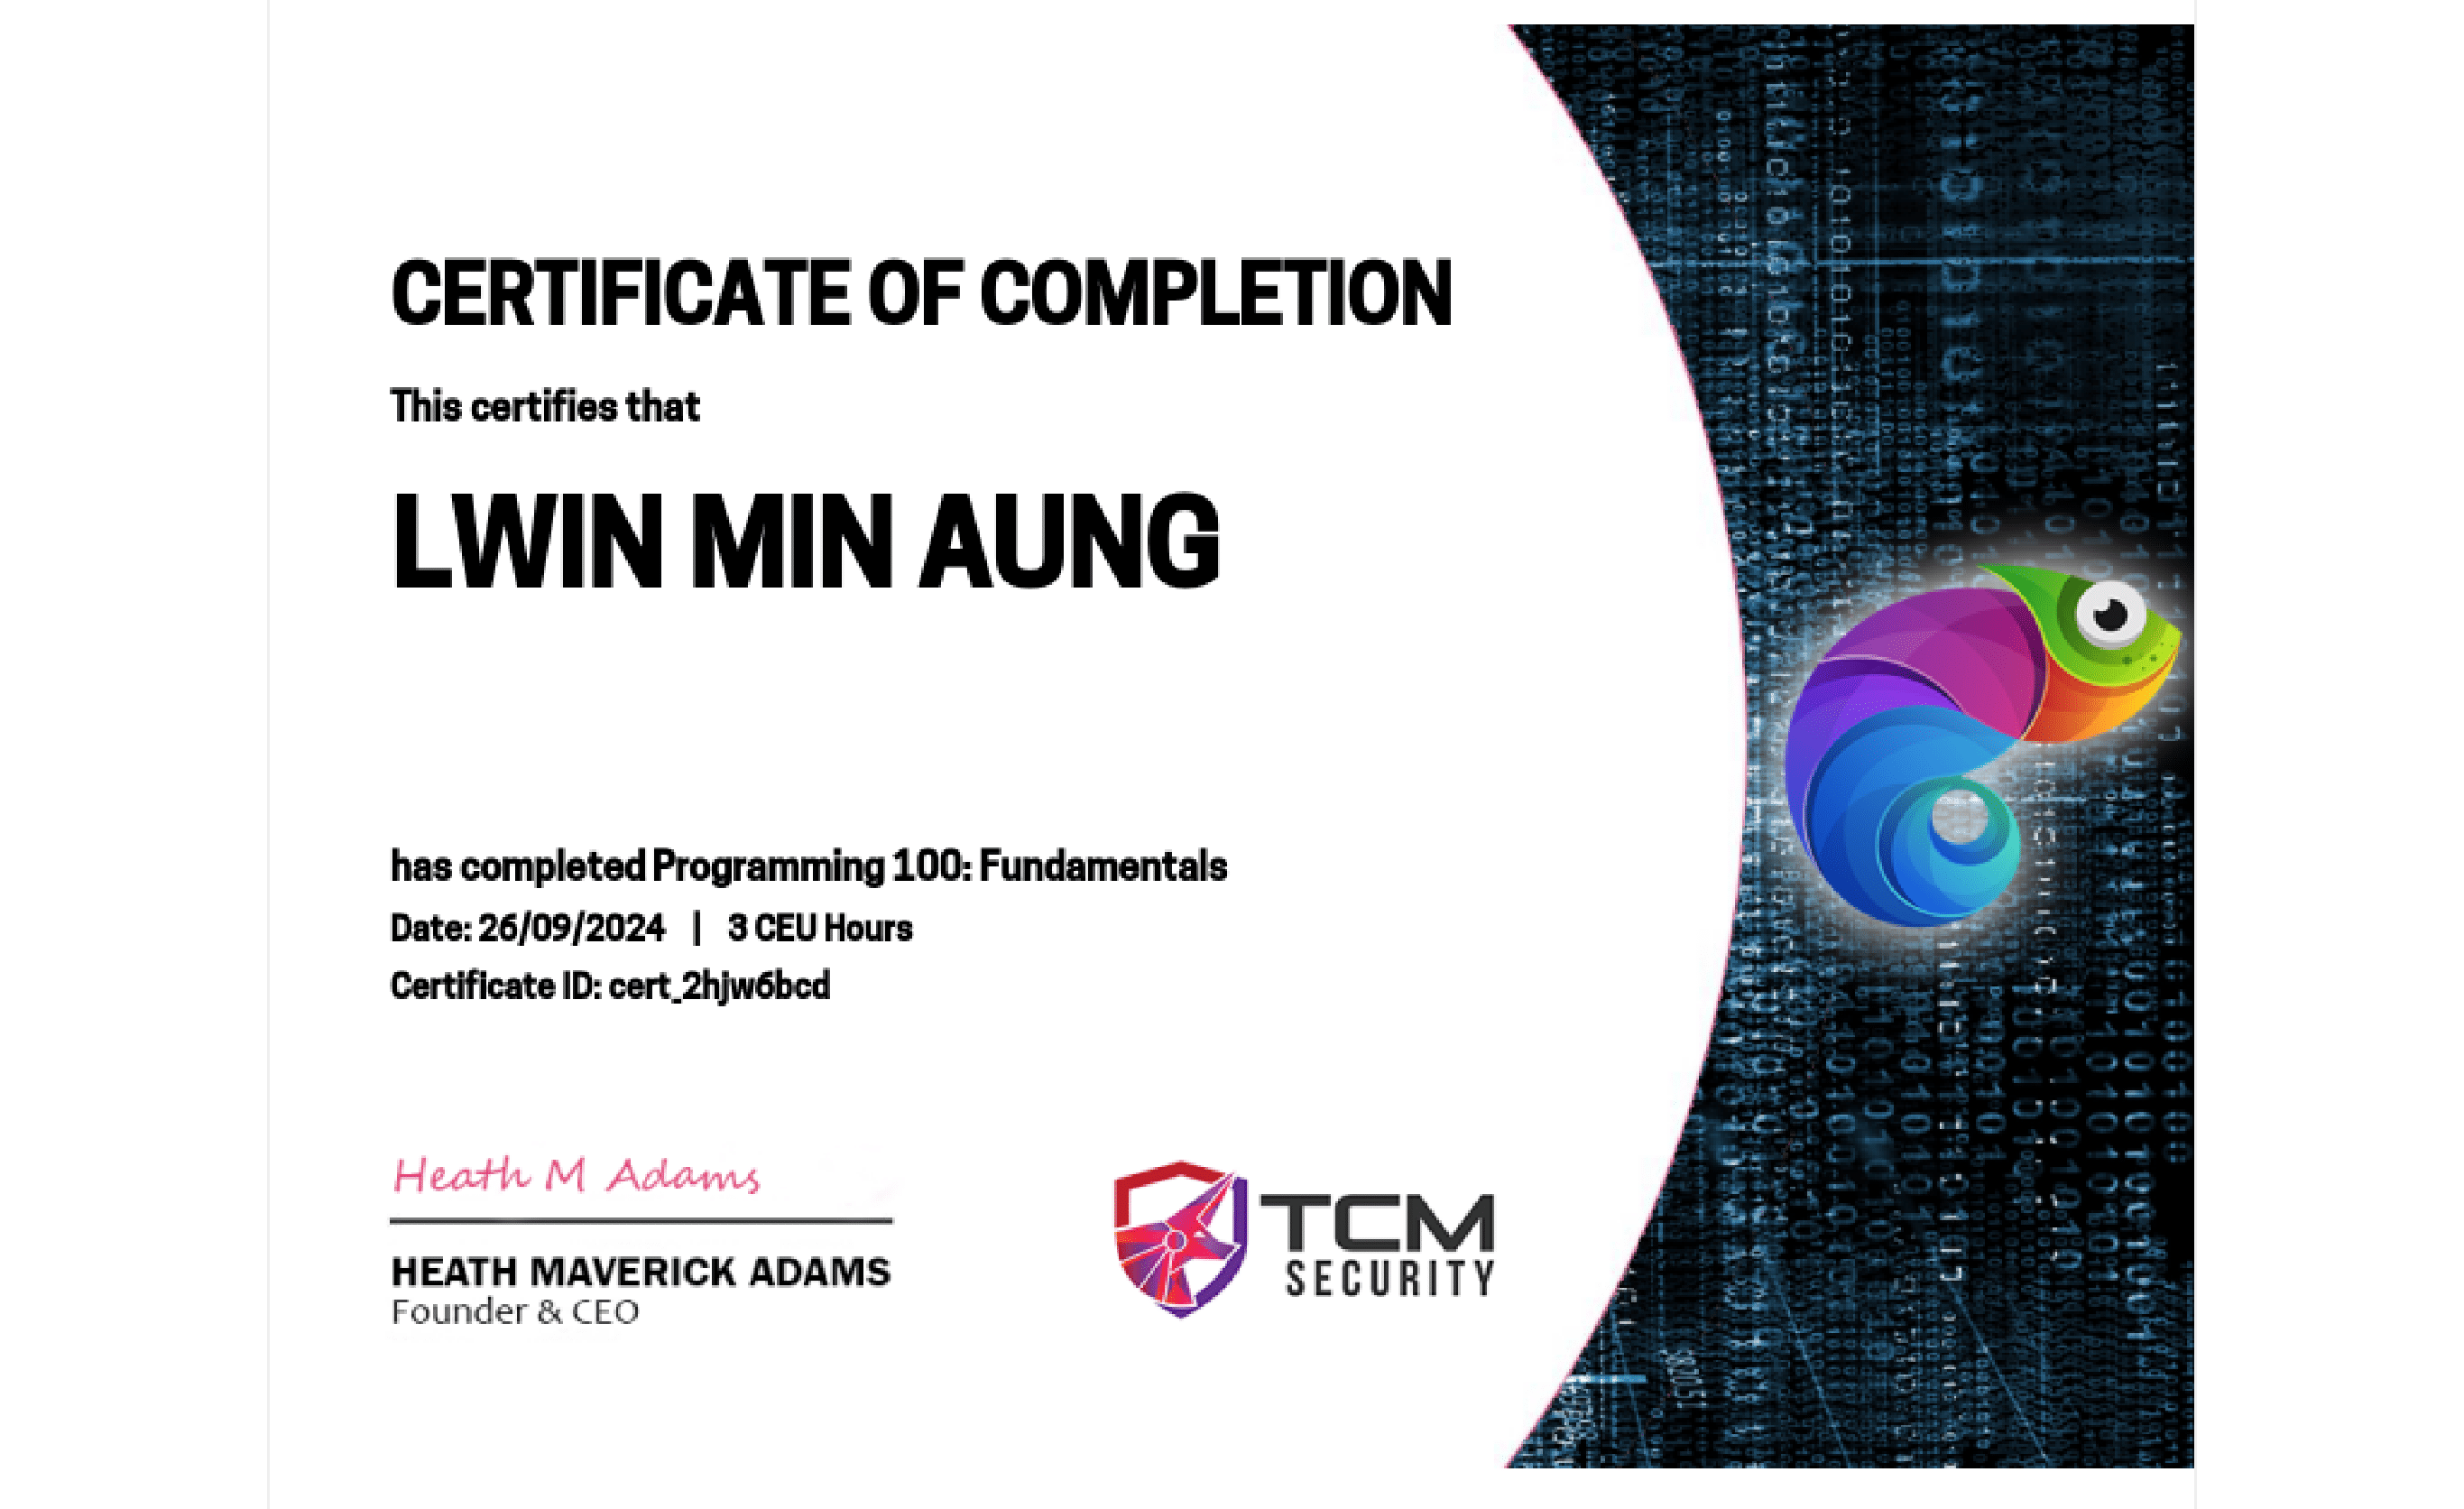 CERTIFICATE OF COMPLETION
This certifies that
LWIN MIN AUNG
has completed Programming 100: Fundamentals
Date: 26/09/2024 | 3 CEU Hours
Certificate ID: cert_2hjw6bcd
Heath M Adams
HEATH MAVERICK ADAMS
Founder & CEO
TCM
SECURITY